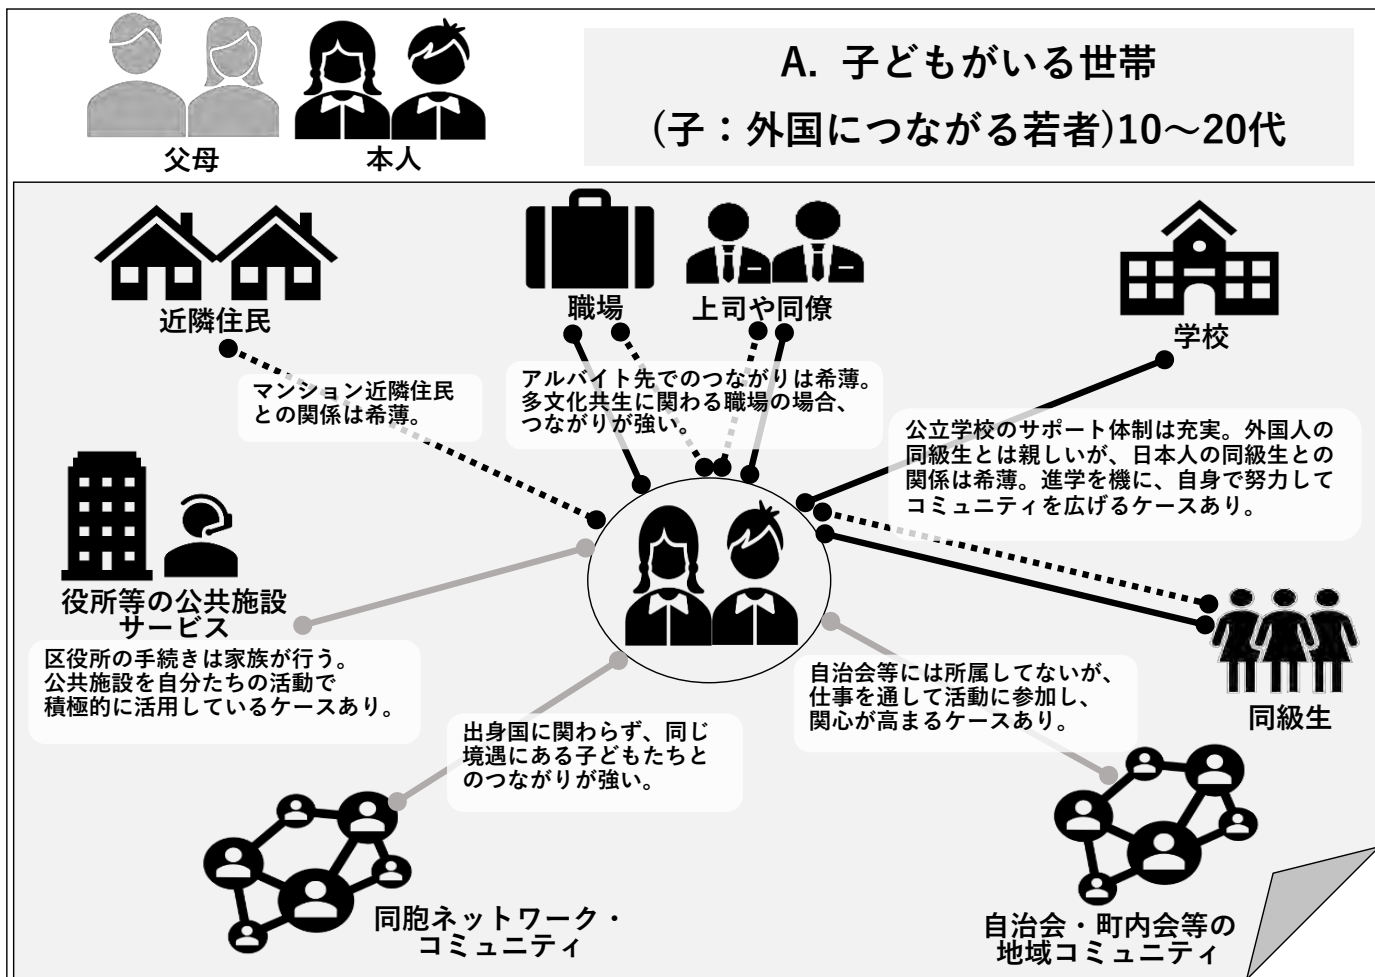 A. 子どもがいる世帯
(子：外国につながる若者)10～20代
父母
本人
近隣住民
職場
上司や同僚
学校
マンション近隣住民
との関係は希薄。
アルバイト先でのつながりは希薄。
多文化共生に関わる職場の場合、
つながりが強い。
公立学校のサポート体制は充実。外国人の
同級生とは親しいが、日本人の同級生との
関係は希薄。進学を機に、自身で努力して
コミュニティを広げるケースあり。
役所等の公共施設
サービス
区役所の手続きは家族が行う。
公共施設を自分たちの活動で
積極的に活用しているケースあり。
出身国に関わらず、同じ
境遇にある子どもたちと
のつながりが強い。
自治会等には所属してないが、
仕事を通して活動に参加し、
関心が高まるケースあり。
同級生
同胞ネットワーク・
コミュニティ
自治会・町内会等の
地域コミュニティ